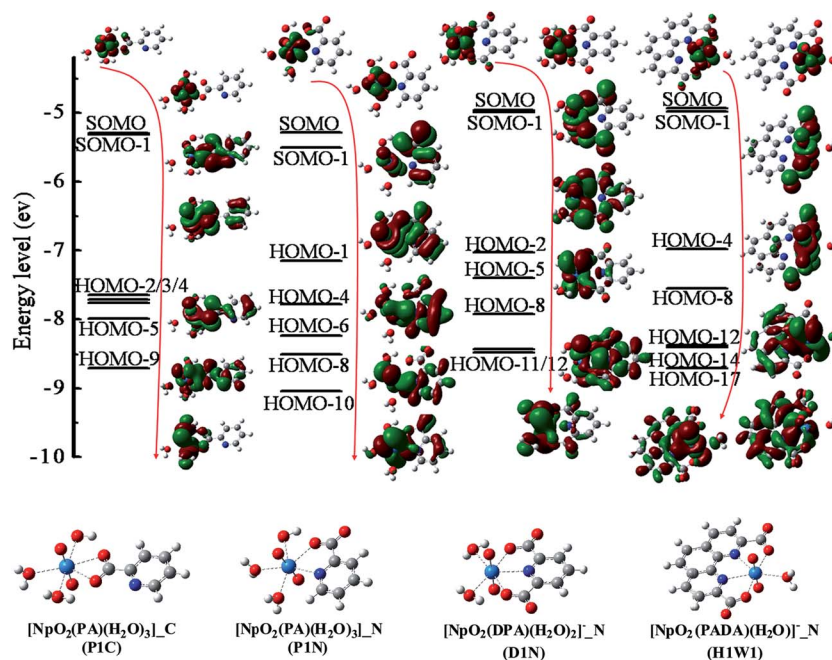 Energy level (ev)
-5
-6
-7
-8
-9
-10
SOMO
SOMO-1
HOMO-2/3/4
HOMO-5
HOMO-9
SOMO
SOMO-1
HOMO-1
HOMO-4
HOMO-6
HOMO-8
HOMO-10
SOMO
SOMO-1
HOMO-2
HOMO-5
HOMO-8
HOMO-11/12
SOMO
SOMO-1
HOMO-4
HOMO-8
HOMO-12
HOMO-14
HOMO-17
[NpO₂(PA)(H₂O)₃]_C
(P1C)
[NpO₂(PA)(H₂O)₃]_N
(P1N)
[NpO₂(DPA)(H₂O)₂]⁻_N
(D1N)
[NpO₂(PADA)(H₂O)]⁻_N
(H1W1)